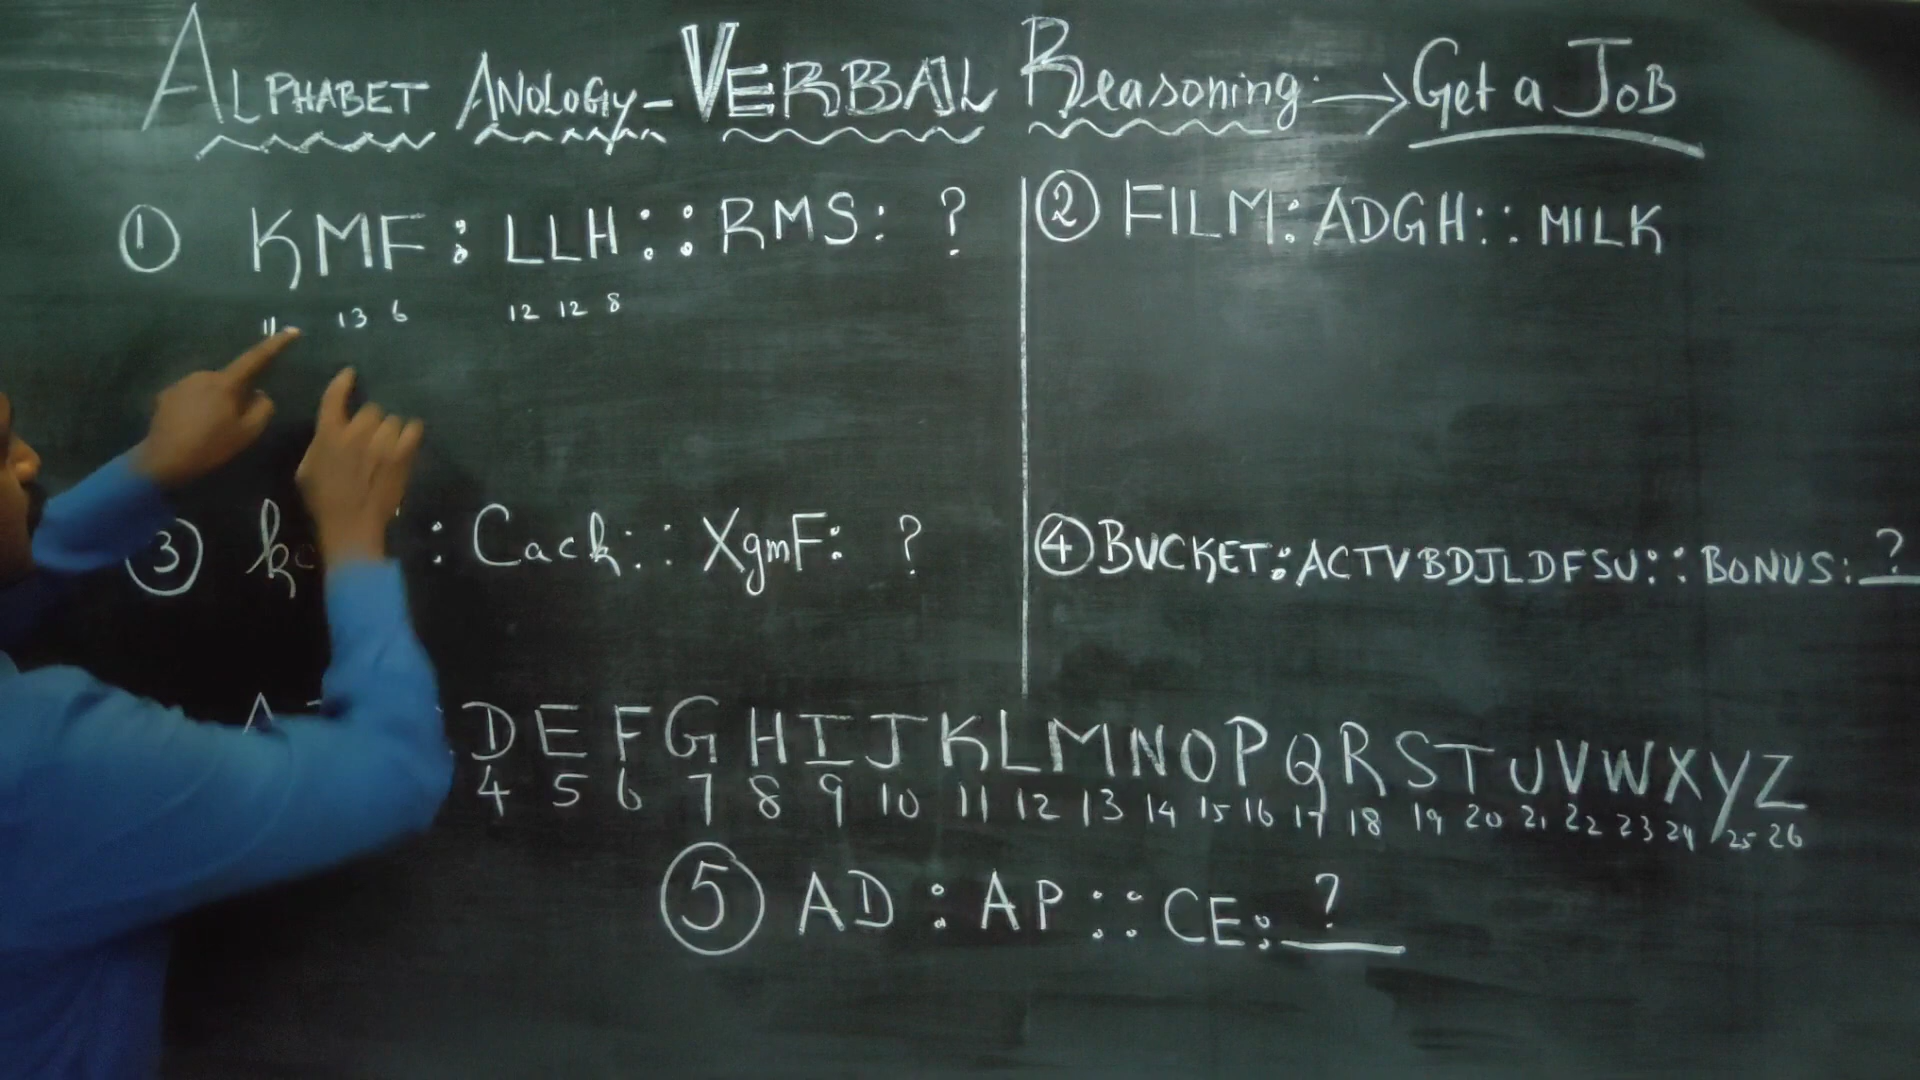 ALPHABET ANOLOGY - VERBBAL Reasoning. → Get a JOB
① KMF : LLH :: RMS : ?
11 13 6 12 12 8
② FILM : ADGH :: MILK
③ : Cack :: XgmF : ?
④ BUCKET : ACTVBDJLDFSU :: BONUS : ?
D E F G H I J K L M N O P Q R S T U V W X Y Z
4 5 6 7 8 9 10 11 12 13 14 15 16 17 18 19 20 21 22 23 24 25 26
⑤ AD : AP :: CE : ?